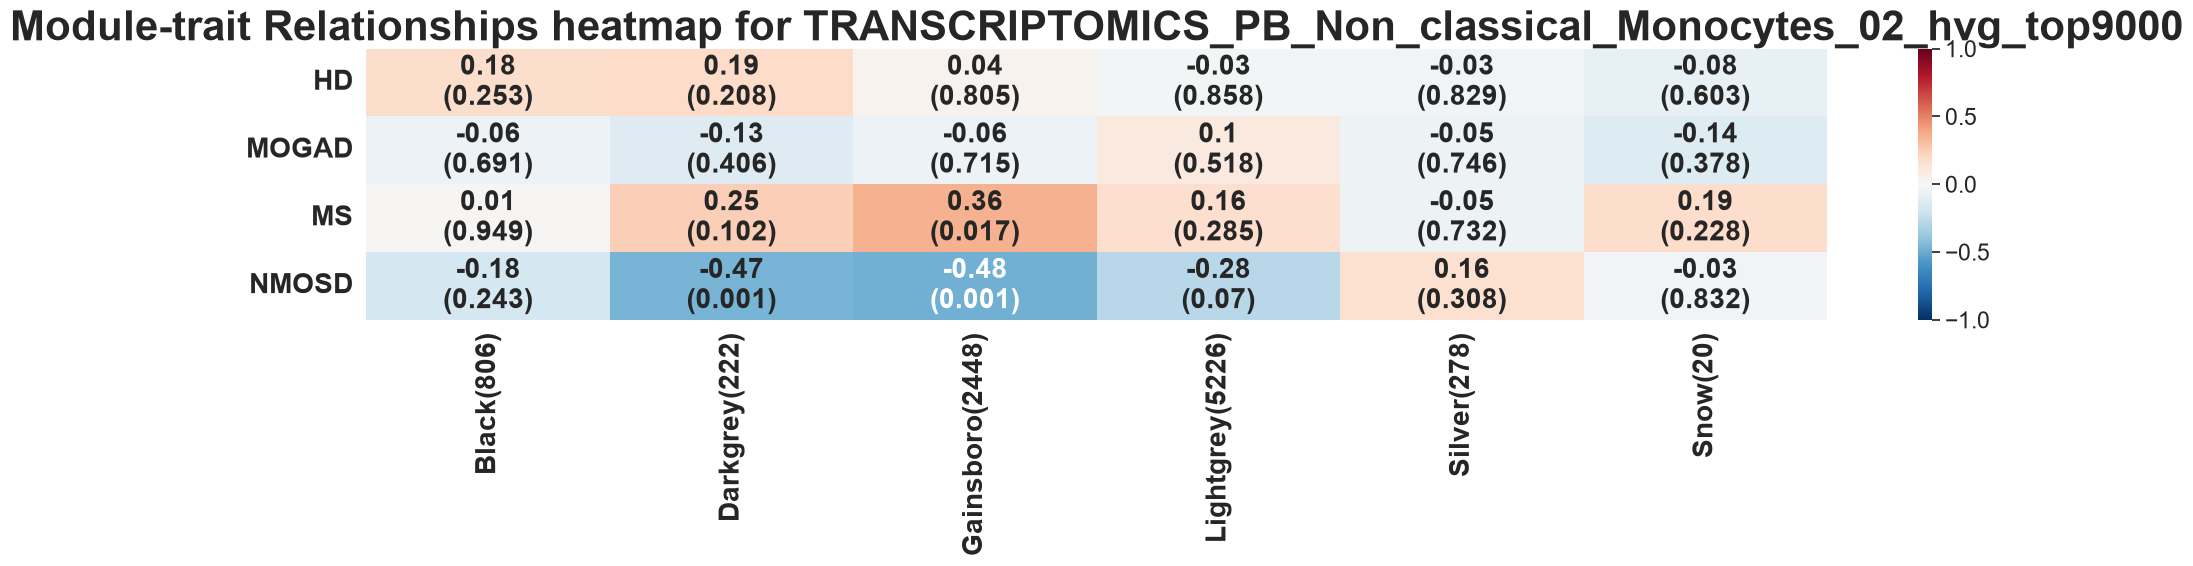 Module-trait Relationships heatmap for TRANSCRIPTOMICS_PB_Non_classical_Monocytes_02_hvg_top9000
HD
0.18 0.19 0.04 -0.03 -0.03 -0.08
(0.253) (0.208) (0.805) (0.858) (0.829) (0.603)
MOGAD
-0.06 -0.13 -0.06 0.1 -0.05 -0.14
(0.691) (0.406) (0.715) (0.518) (0.746) (0.378)
MS
0.01 0.25 0.36 0.16 -0.05 0.19
(0.949) (0.102) (0.017) (0.285) (0.732) (0.228)
NMOSD
-0.18 -0.47 -0.48 -0.28 0.16 -0.03
(0.243) (0.001) (0.001) (0.07) (0.308) (0.832)
Black(806)
Darkgrey(222)
Gainsboro(2448)
Lightgrey(5226)
Silver(278)
Snow(20)
1.0
0.5
0.0
−0.5
−1.0